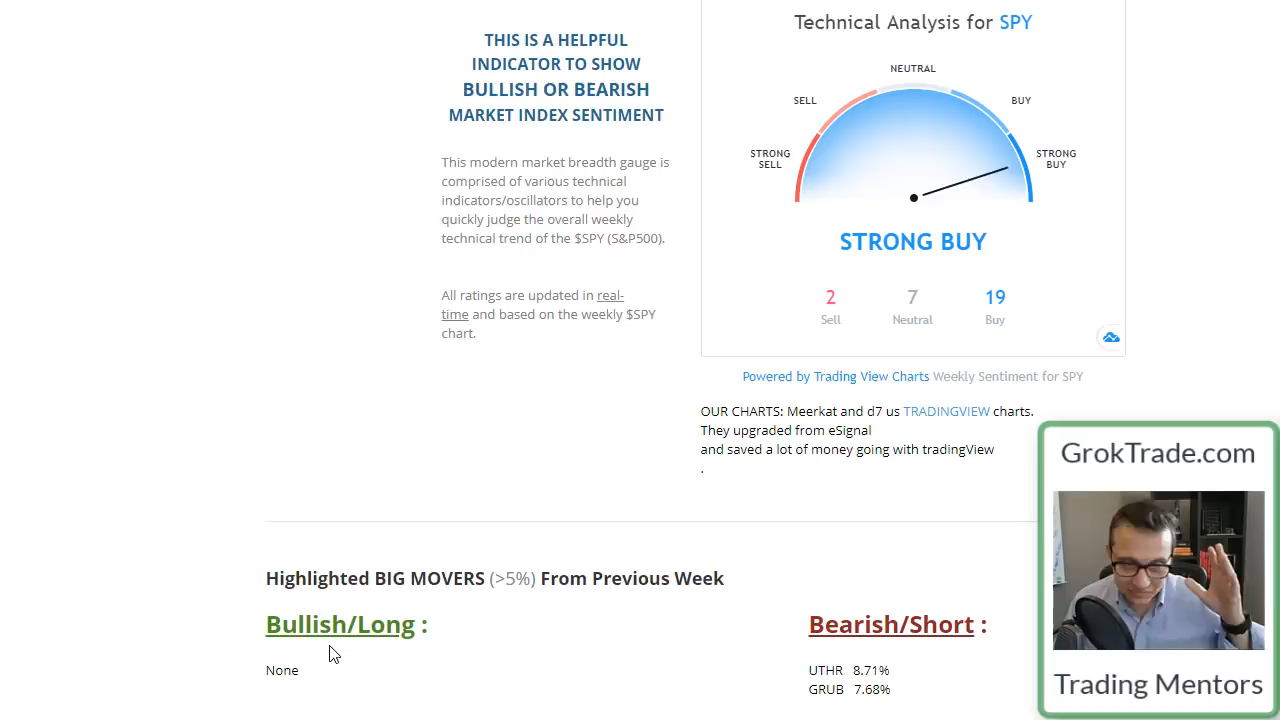 THIS IS A HELPFUL
INDICATOR TO SHOW
BULLISH OR BEARISH
MARKET INDEX SENTIMENT
This modern market breadth gauge is
comprised of various technical
indicators/oscillators to help you
quickly judge the overall weekly
technical trend of the $SPY (S&P500).
All ratings are updated in real-
time and based on the weekly $SPY
chart.
Technical Analysis for SPY
NEUTRAL
SELL
BUY
STRONG
SELL
STRONG
BUY
STRONG BUY
2
7
19
Sell
Neutral
Buy
Powered by Trading View Charts Weekly Sentiment for SPY
OUR CHARTS: Meerkat and d7 us TRADINGVIEW charts.
They upgraded from eSignal
and saved a lot of money going with tradingView
.
Highlighted BIG MOVERS (>5%) From Previous Week
Bullish/Long :
None
Bearish/Short :
UTHR 8.71%
GRUB 7.68%
GrokTrade.com
Trading Mentors